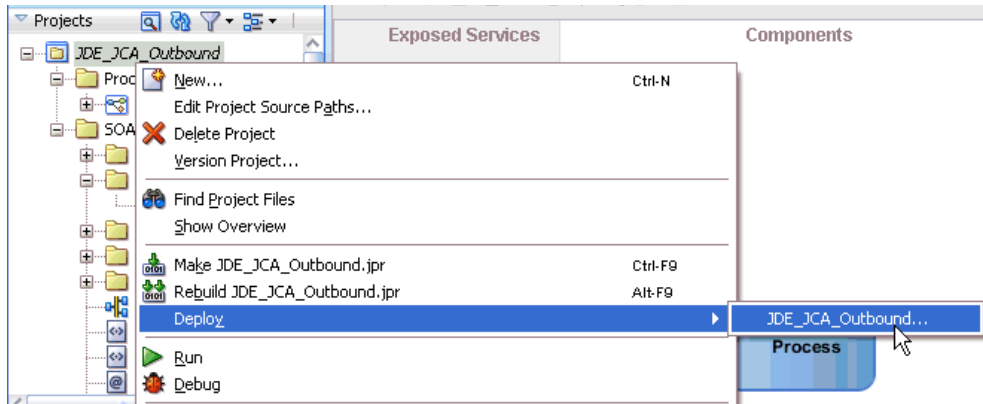 Projects
Exposed Services
Components
JDE_JCA_Outbound
Proc
New... Ctrl-N
Edit Project Source Paths...
SOA
Delete Project
Version Project...
Find Project Files
Show Overview
Make JDE_JCA_Outbound.jpr Ctrl-F9
Rebuild JDE_JCA_Outbound.jpr Alt-F9
Deploy
JDE_JCA_Outbound...
Run
Process
Debug